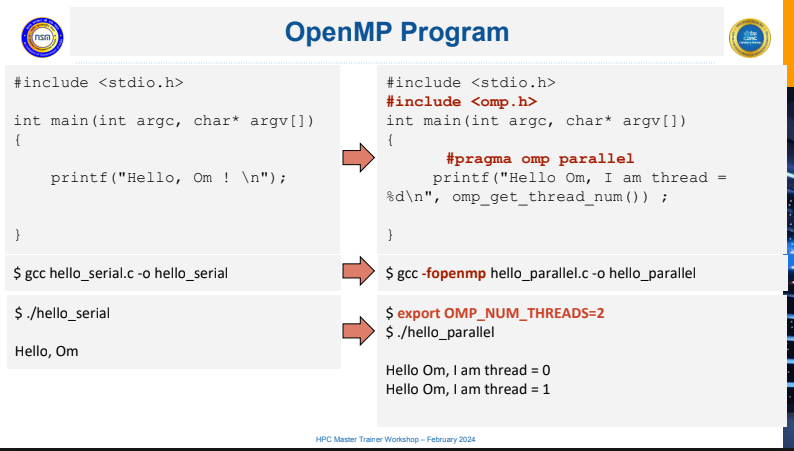 OpenMP Program
nsm
#include <stdio.h>
int main(int argc, char* argv[])
{
printf("Hello, Om ! \n");
}
#include <stdio.h>
#include <omp.h>
int main(int argc, char* argv[])
{
#pragma omp parallel
printf("Hello Om, I am thread =
%d\n", omp_get_thread_num()) ;
}
$ gcc hello_serial.c -o hello_serial
$ gcc -fopenmp hello_parallel.c -o hello_parallel
$ ./hello_serial
Hello, Om
$ export OMP_NUM_THREADS=2
$ ./hello_parallel
Hello Om, I am thread = 0
Hello Om, I am thread = 1
HPC Master Trainer Workshop – February 2024